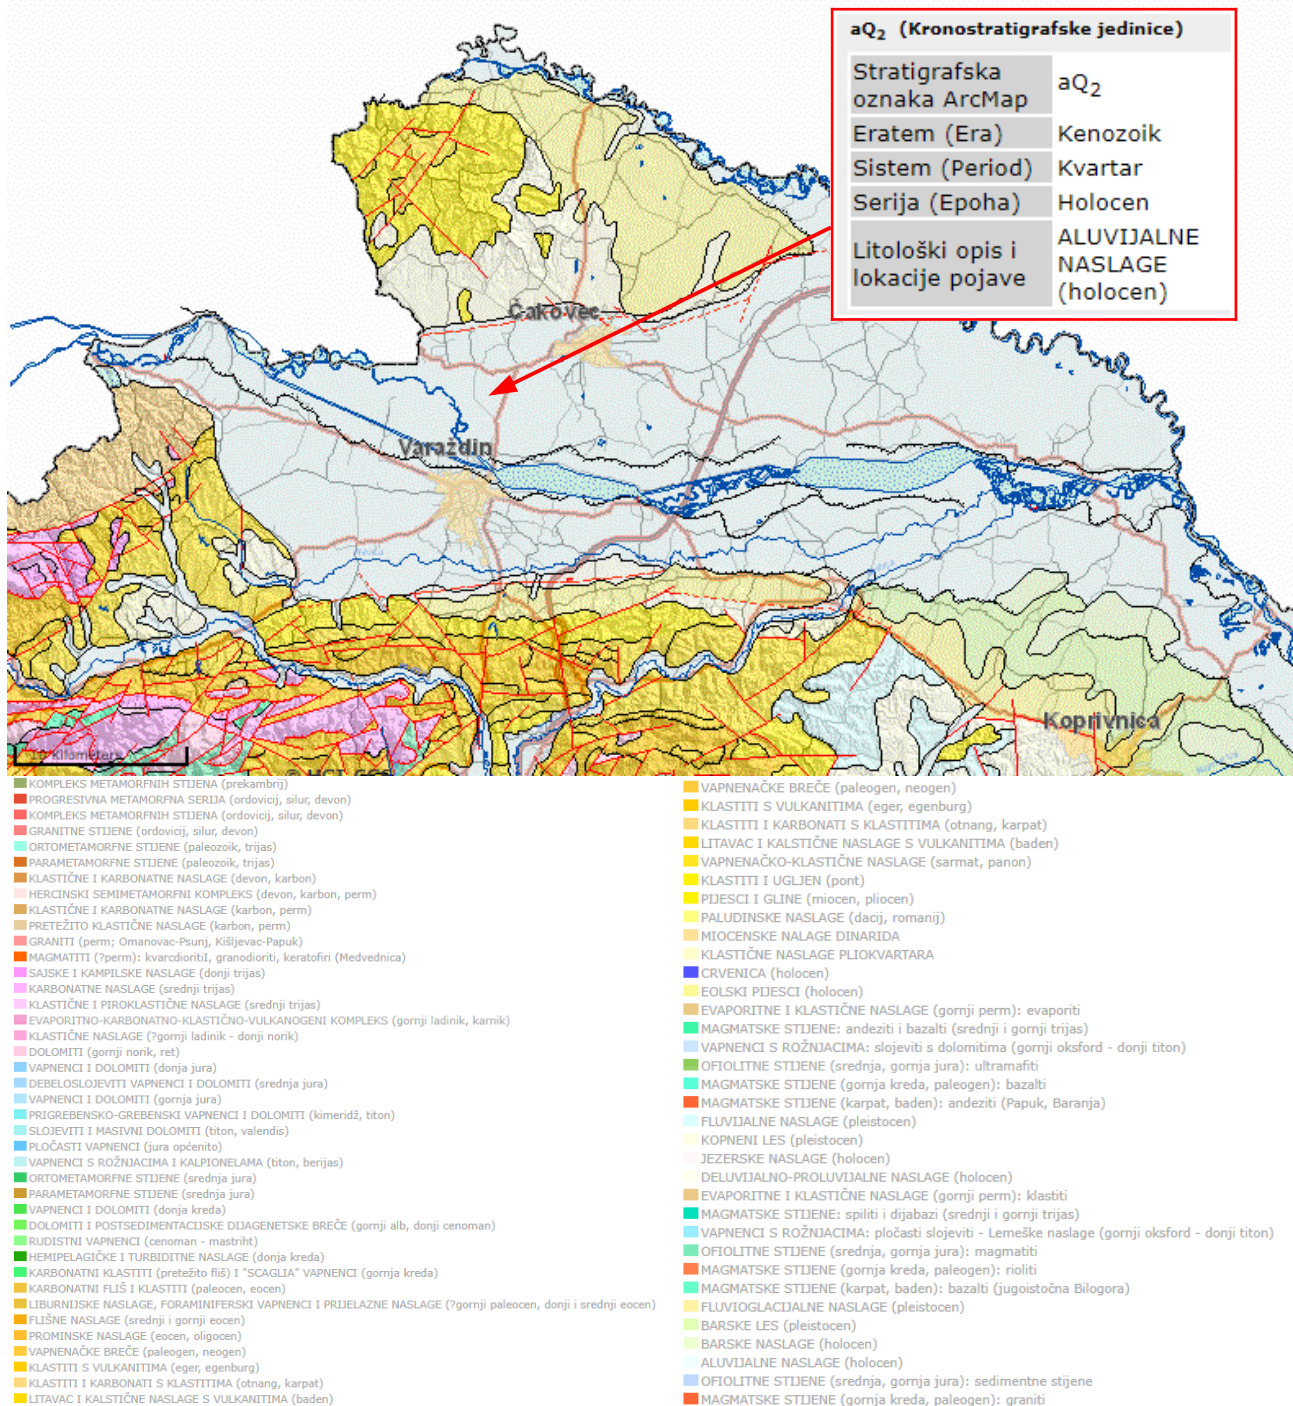 aQ₂ (Kronostratigrafske jedinice)
Stratigrafska
oznaka ArcMap
aQ₂
Eratem (Era)
Kenozoik
Sistem (Period)
Kvartar
Serija (Epoha)
Holocen
Litološki opis i
lokacije pojave
ALUVIJALNE
NASLAGE
(holocen)
Čakovec
Varaždin
Koprivnica
Kilometers
KOMPLEKS METAMORFNIH STIJENA (prekambrij)
PROGRESIVNA METAMORFNA SERIJA (ordovicij, silur, devon)
KOMPLEKS METAMORFNIH STIJENA (ordovicij, silur, devon)
GRANITNE STIJENE (ordovicij, silur, devon)
ORTOMETAMORFNE STIJENE (paleozoik, trijas)
PARAMETAMORFNE STIJENE (paleozoik, trijas)
KLASTIČNE I KARBONATNE NASLAGE (devon, karbon)
HERCINSKI SEMIMETAMORFNI KOMPLEKS (devon, karbon, perm)
KLASTIČNE I KARBONATNE NASLAGE (karbon, perm)
PRETEŽITO KLASTIČNE NASLAGE (karbon, perm)
GRANITI (perm; Omanovac-Psunj, Kišljevac-Papuk)
MAGMATITI (?perm): kvarcdioritiI, granodioriti, keratofiri (Medvednica)
SAJSKE I KAMPILSKE NASLAGE (donji trijas)
KARBONATNE NASLAGE (srednji trijas)
KLASTIČNE I PIROKLASTIČNE NASLAGE (srednji trijas)
EVAPORITNO-KARBONATNO-KLASTIČNO-VULKANOGENI KOMPLEKS (gornji ladinik, karnik)
KLASTIČNE NASLAGE (?gornji ladinik - donji norik)
DOLOMITI (gornji norik, ret)
VAPNENCI I DOLOMITI (donja jura)
DEBELOSLOJEVITI VAPNENCI I DOLOMITI (srednja jura)
VAPNENCI I DOLOMITI (gornja jura)
PRIGREBENSKO-GREBENSKI VAPNENCI I DOLOMITI (kimeridž, titon)
SLOJEVITI I MASIVNI DOLOMITI (titon, valendis)
PLOČASTI VAPNENCI (jura općenito)
VAPNENCI S ROŽNJACIMA I KALPIONELAMA (titon, berijas)
ORTOMETAMORFNE STIJENE (srednja jura)
PARAMETAMORFNE STIJENE (srednja jura)
VAPNENCI I DOLOMITI (donja kreda)
DOLOMITI I POSTSEDIMENTACIJSKE DIJAGENETSKE BREČE (gornji alb, donji cenoman)
RUDISTNI VAPNENCI (cenoman - mastriht)
HEMIPELAGIČKE I TURBIDITNE NASLAGE (donja kreda)
KARBONATNI KLASTITI (pretežito fliš) I "SCAGLIA" VAPNENCI (gornja kreda)
KARBONATNI FLIŠ I KLASTITI (paleocen, eocen)
LIBURNIJSKE NASLAGE, FORAMINIFERSKI VAPNENCI I PRIJELAZNE NASLAGE (?gornji paleocen, donji i srednji eocen)
FLIŠNE NASLAGE (srednji i gornji eocen)
PROMINSKE NASLAGE (eocen, oligocen)
VAPNENAČKE BREČE (paleogen, neogen)
KLASTITI S VULKANITIMA (eger, egenburg)
KLASTITI I KARBONATI S KLASTITIMA (otnang, karpat)
LITAVAC I KALSTIČNE NASLAGE S VULKANITIMA (baden)
VAPNENAČKE BREČE (paleogen, neogen)
KLASTITI S VULKANITIMA (eger, egenburg)
KLASTITI I KARBONATI S KLASTITIMA (otnang, karpat)
LITAVAC I KALSTIČNE NASLAGE S VULKANITIMA (baden)
VAPNENAČKO-KLASTIČNE NASLAGE (sarmat, panon)
KLASTITI I UGLJEN (pont)
PIJESCI I GLINE (miocen, pliocen)
PALUDINSKE NASLAGE (dacij, romanij)
MIOCENSKE NALAGE DINARIDA
KLASTIČNE NASLAGE PLIOKVARTARA
CRVENICA (holocen)
EOLSKI PIJESCI (holocen)
EVAPORITNE I KLASTIČNE NASLAGE (gornji perm): evaporiti
MAGMATSKE STIJENE: andeziti i bazalti (srednji i gornji trijas)
VAPNENCI S ROŽNJACIMA: slojeviti s dolomitima (gornji oksford - donji titon)
OFIOLITNE STIJENE (srednja, gornja jura): ultramafiti
MAGMATSKE STIJENE (gornja kreda, paleogen): bazalti
MAGMATSKE STIJENE (karpat, baden): andeziti (Papuk, Baranja)
FLUVIJALNE NASLAGE (pleistocen)
KOPNENI LES (pleistocen)
JEZERSKE NASLAGE (holocen)
DELUVIJALNO-PROLUVIJALNE NASLAGE (holocen)
EVAPORITNE I KLASTIČNE NASLAGE (gornji perm): klastiti
MAGMATSKE STIJENE: spiliti i dijabazi (srednji i gornji trijas)
VAPNENCI S ROŽNJACIMA: pločasti slojeviti - Lemeške naslage (gornji oksford - donji titon)
OFIOLITNE STIJENE (srednja, gornja jura): magmatiti
MAGMATSKE STIJENE (gornja kreda, paleogen): rioliti
MAGMATSKE STIJENE (karpat, baden): bazalti (jugoistočna Bilogora)
FLUVIOGLACIJALNE NASLAGE (pleistocen)
BARSKE LES (pleistocen)
BARSKE NASLAGE (holocen)
ALUVIJALNE NASLAGE (holocen)
OFIOLITNE STIJENE (srednja, gornja jura): sedimentne stijene
MAGMATSKE STIJENE (gornja kreda, paleogen): graniti